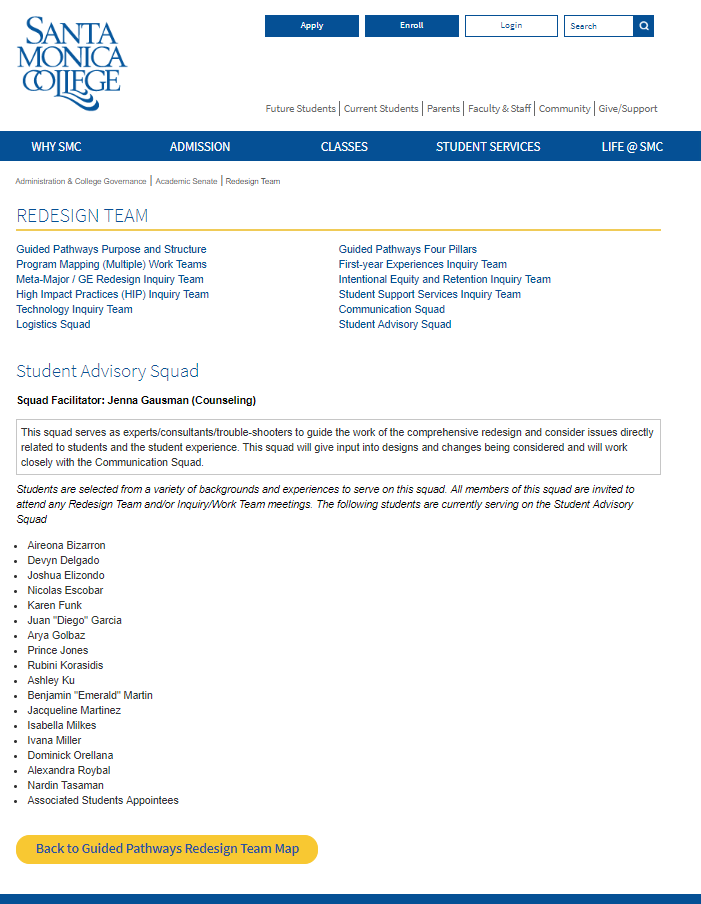 SANTA
MONICA
COLLEGE
Apply
Enroll
Login
Search
Future Students | Current Students | Parents | Faculty & Staff | Community | Give/Support
WHY SMC
ADMISSION
CLASSES
STUDENT SERVICES
LIFE @ SMC
Administration & College Governance | Academic Senate | Redesign Team
REDESIGN TEAM
Guided Pathways Purpose and Structure
Guided Pathways Four Pillars
Program Mapping (Multiple) Work Teams
First-year Experiences Inquiry Team
Meta-Major / GE Redesign Inquiry Team
Intentional Equity and Retention Inquiry Team
High Impact Practices (HIP) Inquiry Team
Student Support Services Inquiry Team
Technology Inquiry Team
Communication Squad
Logistics Squad
Student Advisory Squad
Student Advisory Squad
Squad Facilitator: Jenna Gausman (Counseling)
This squad serves as experts/consultants/trouble-shooters to guide the work of the comprehensive redesign and consider issues directly
related to students and the student experience. This squad will give input into designs and changes being considered and will work
closely with the Communication Squad.
Students are selected from a variety of backgrounds and experiences to serve on this squad. All members of this squad are invited to
attend any Redesign Team and/or Inquiry/Work Team meetings. The following students are currently serving on the Student Advisory
Squad
• Aireona Bizarron
• Devyn Delgado
• Joshua Elizondo
• Nicolas Escobar
• Karen Funk
• Juan "Diego" Garcia
• Arya Golbaz
• Prince Jones
• Rubini Korasidis
• Ashley Ku
• Benjamin "Emerald" Martin
• Jacqueline Martinez
• Isabella Milkes
• Ivana Miller
• Dominick Orellana
• Alexandra Roybal
• Nardin Tasaman
• Associated Students Appointees
Back to Guided Pathways Redesign Team Map